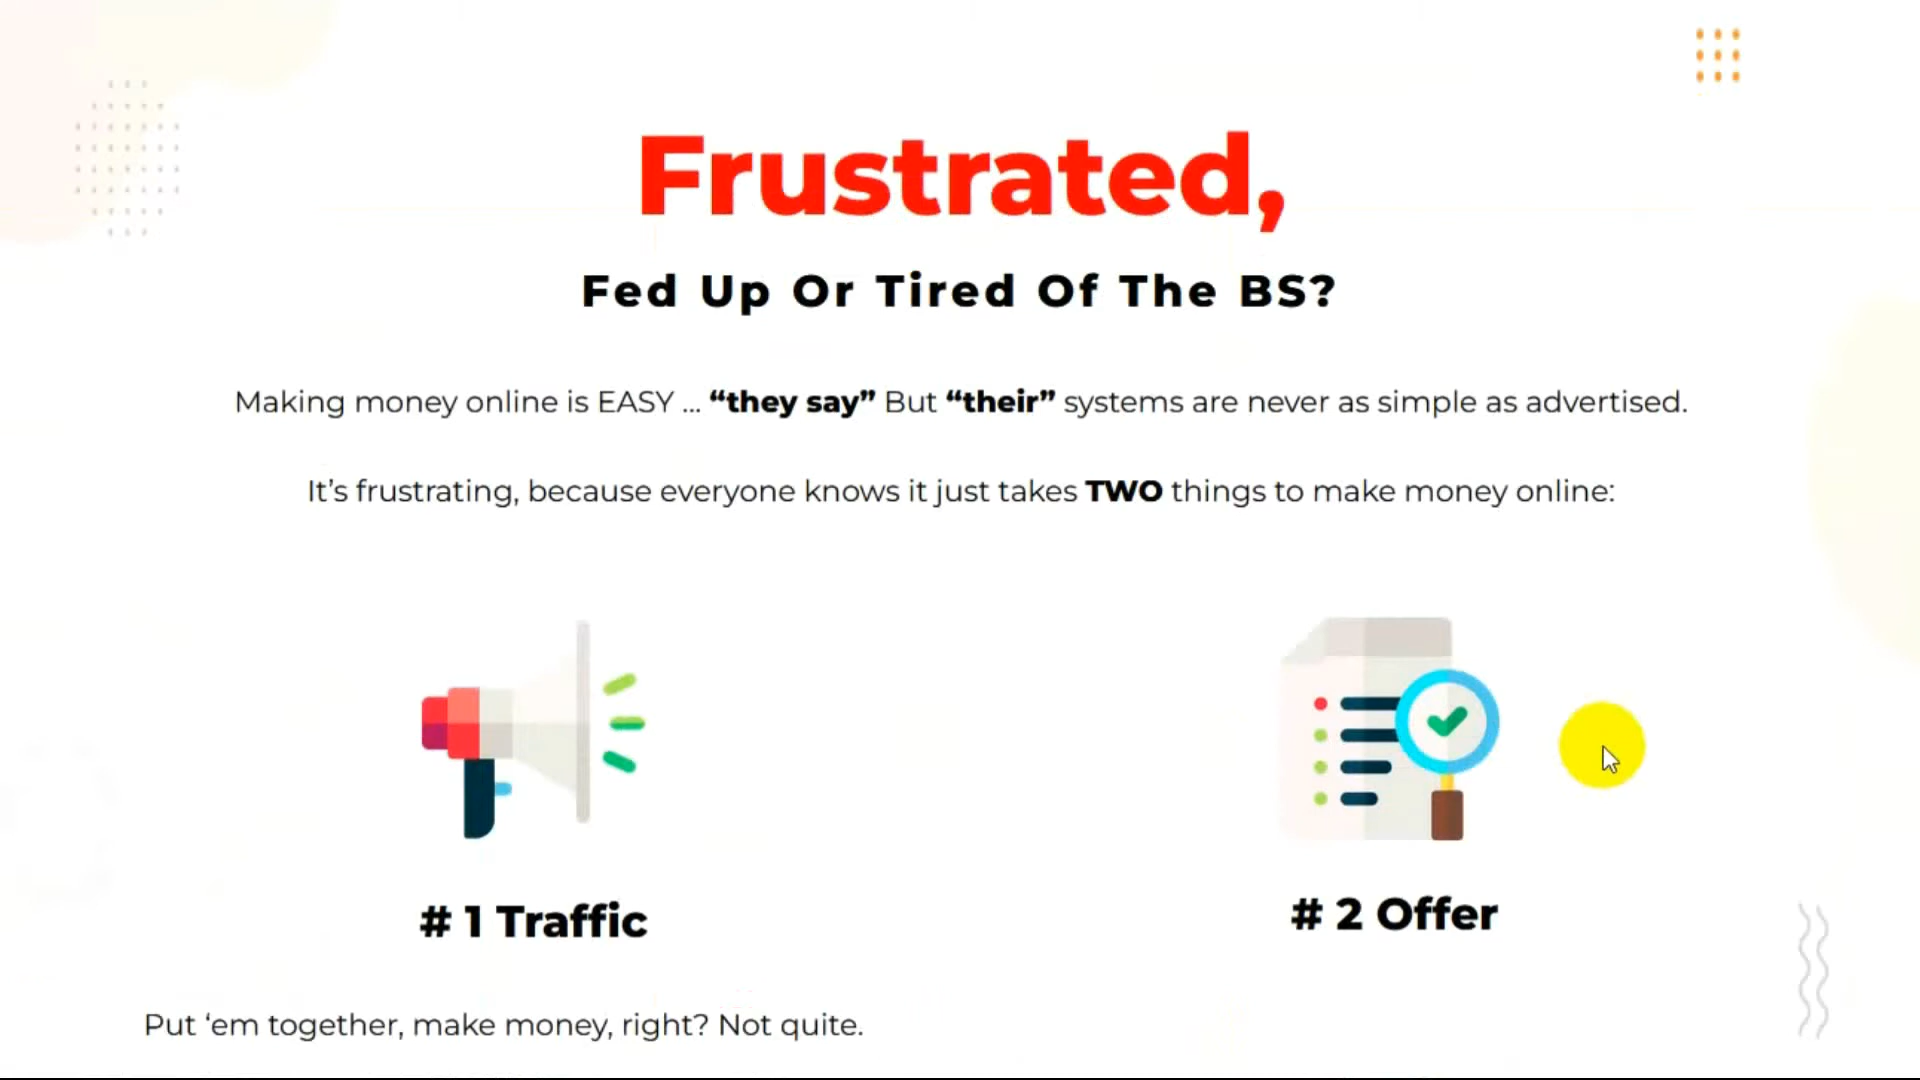 Frustrated,
Fed Up Or Tired Of The BS?
Making money online is EASY ... “they say” But “their” systems are never as simple as advertised.
It’s frustrating, because everyone knows it just takes TWO things to make money online:
# 1 Traffic
# 2 Offer
Put ‘em together, make money, right? Not quite.